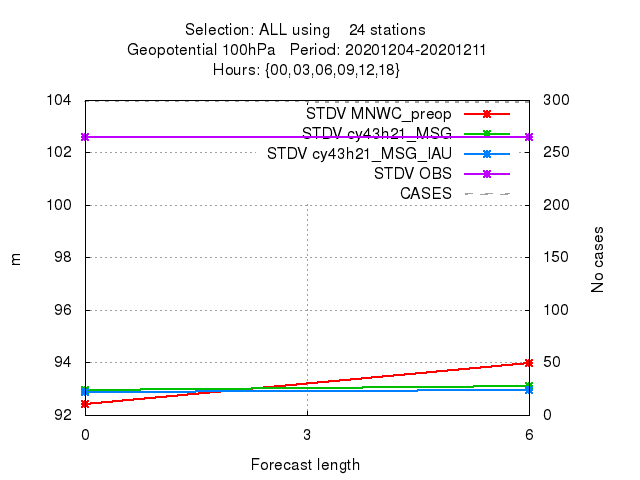 Selection: ALL using    24 stations
Geopotential 100hPa   Period: 20201204-20201211
Hours: {00,03,06,09,12,18}
104
300
STDV MNWC_preop
STDV cy43h21_MSG
102
250
STDV cy43h21_MSG_IAU
STDV OBS
CASES
100
200
98
150
m
No cases
96
100
94
50
92
0
0
3
6
Forecast length